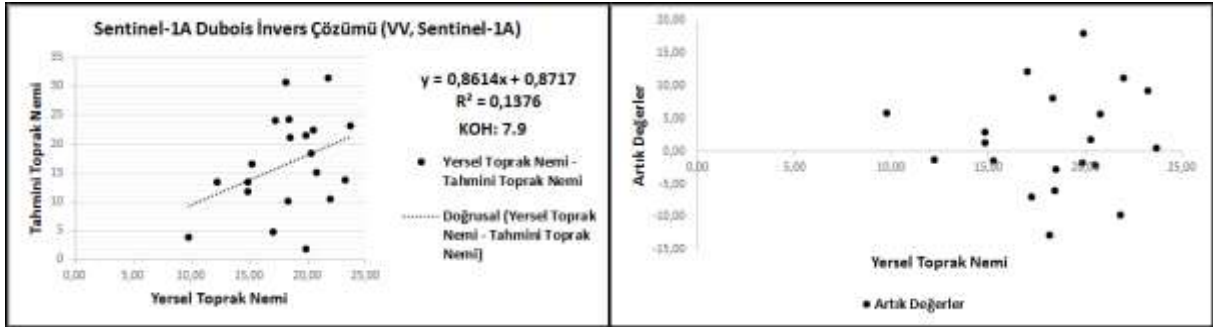 Sentinel-1A Dubois İnvers Çözümü (VV, Sentinel-1A)
Tahmini Toprak Nemi
35
30
25
20
15
10
5
0
0,00 5,00 10,00 15,00 20,00 25,00
Yersel Toprak Nemi
y = 0,8614x + 0,8717
R² = 0,1376
KOH: 7.9
Yersel Toprak Nemi -
Tahmini Toprak
Nemi
Doğrusal (Yersel Toprak
Nemi - Tahmini Toprak
Nemi)
Artık Değerler
20,00
15,00
10,00
5,00
0,00
-5,00
-10,00
-15,00
0,00 5,00 10,00 15,00 20,00 25,00
Yersel Toprak Nemi
Artık Değerler